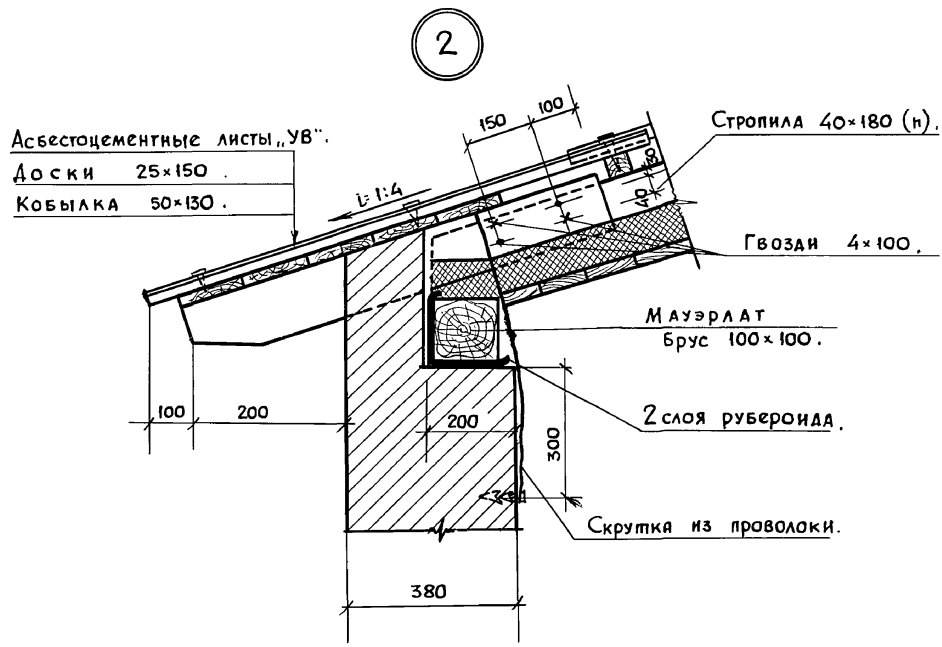 2
Асбестоцементные листы „УВ".
Доски 25×150.
Кобылка 50×130.
i=1:4
150
100
Стропила 40×180 (п).
130
40
Гвозди 4×100.
Мауэрлат
Брус 100×100.
2 слоя рубероида.
100
200
200
300
Скрутка из проволоки.
380